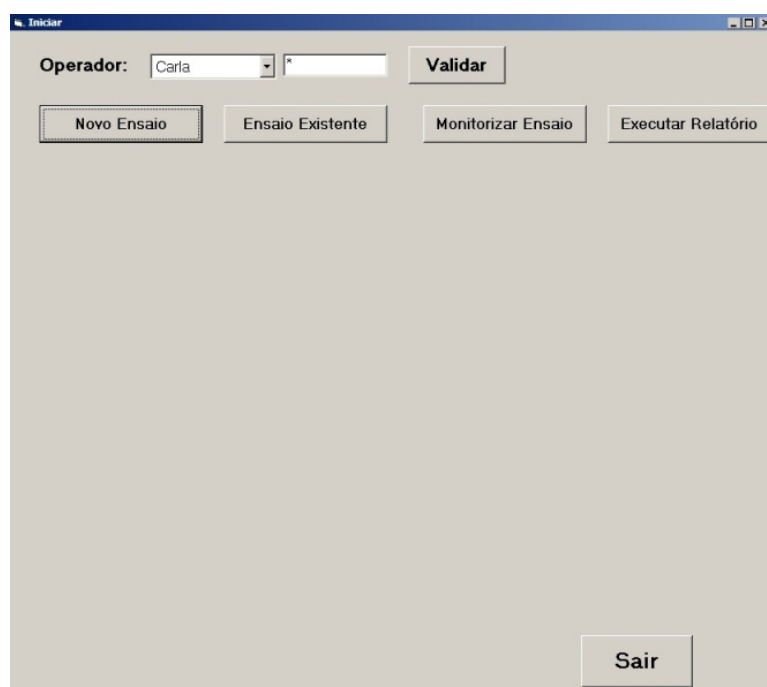 Iniciar
Operador: Carla * Validar
Novo Ensaio Ensaio Existente Monitorizar Ensaio Executar Relatório
Sair